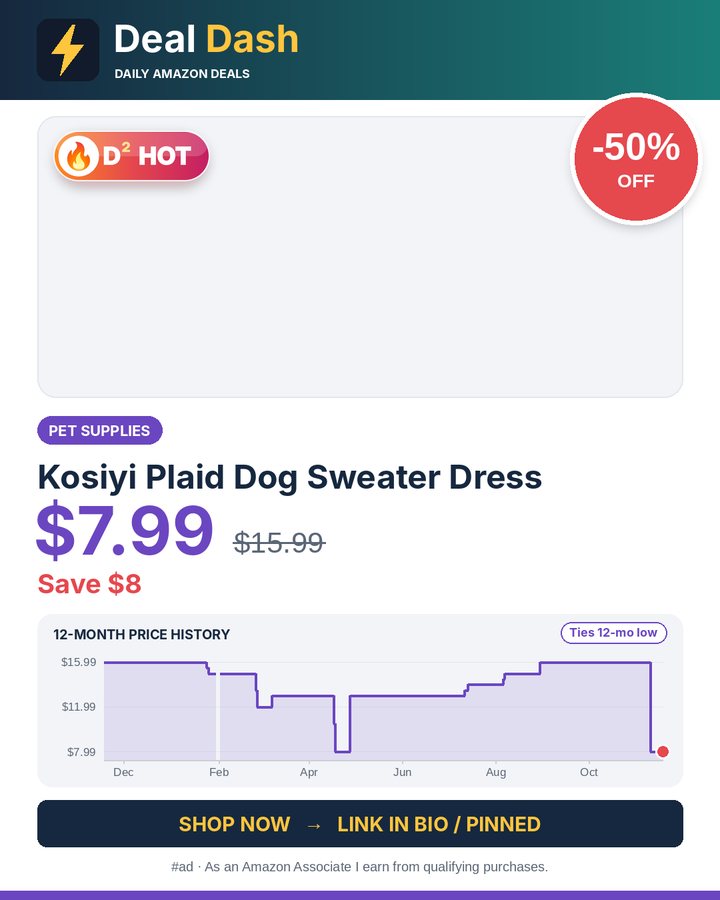 Deal Dash
DAILY AMAZON DEALS
D² HOT
-50%
OFF
PET SUPPLIES
Kosiyi Plaid Dog Sweater Dress
$7.99 $15.99
Save $8
12-MONTH PRICE HISTORY
Ties 12-mo low
$15.99
$11.99
$7.99
Dec Feb Apr Jun Aug Oct
SHOP NOW → LINK IN BIO / PINNED
#ad · As an Amazon Associate I earn from qualifying purchases.